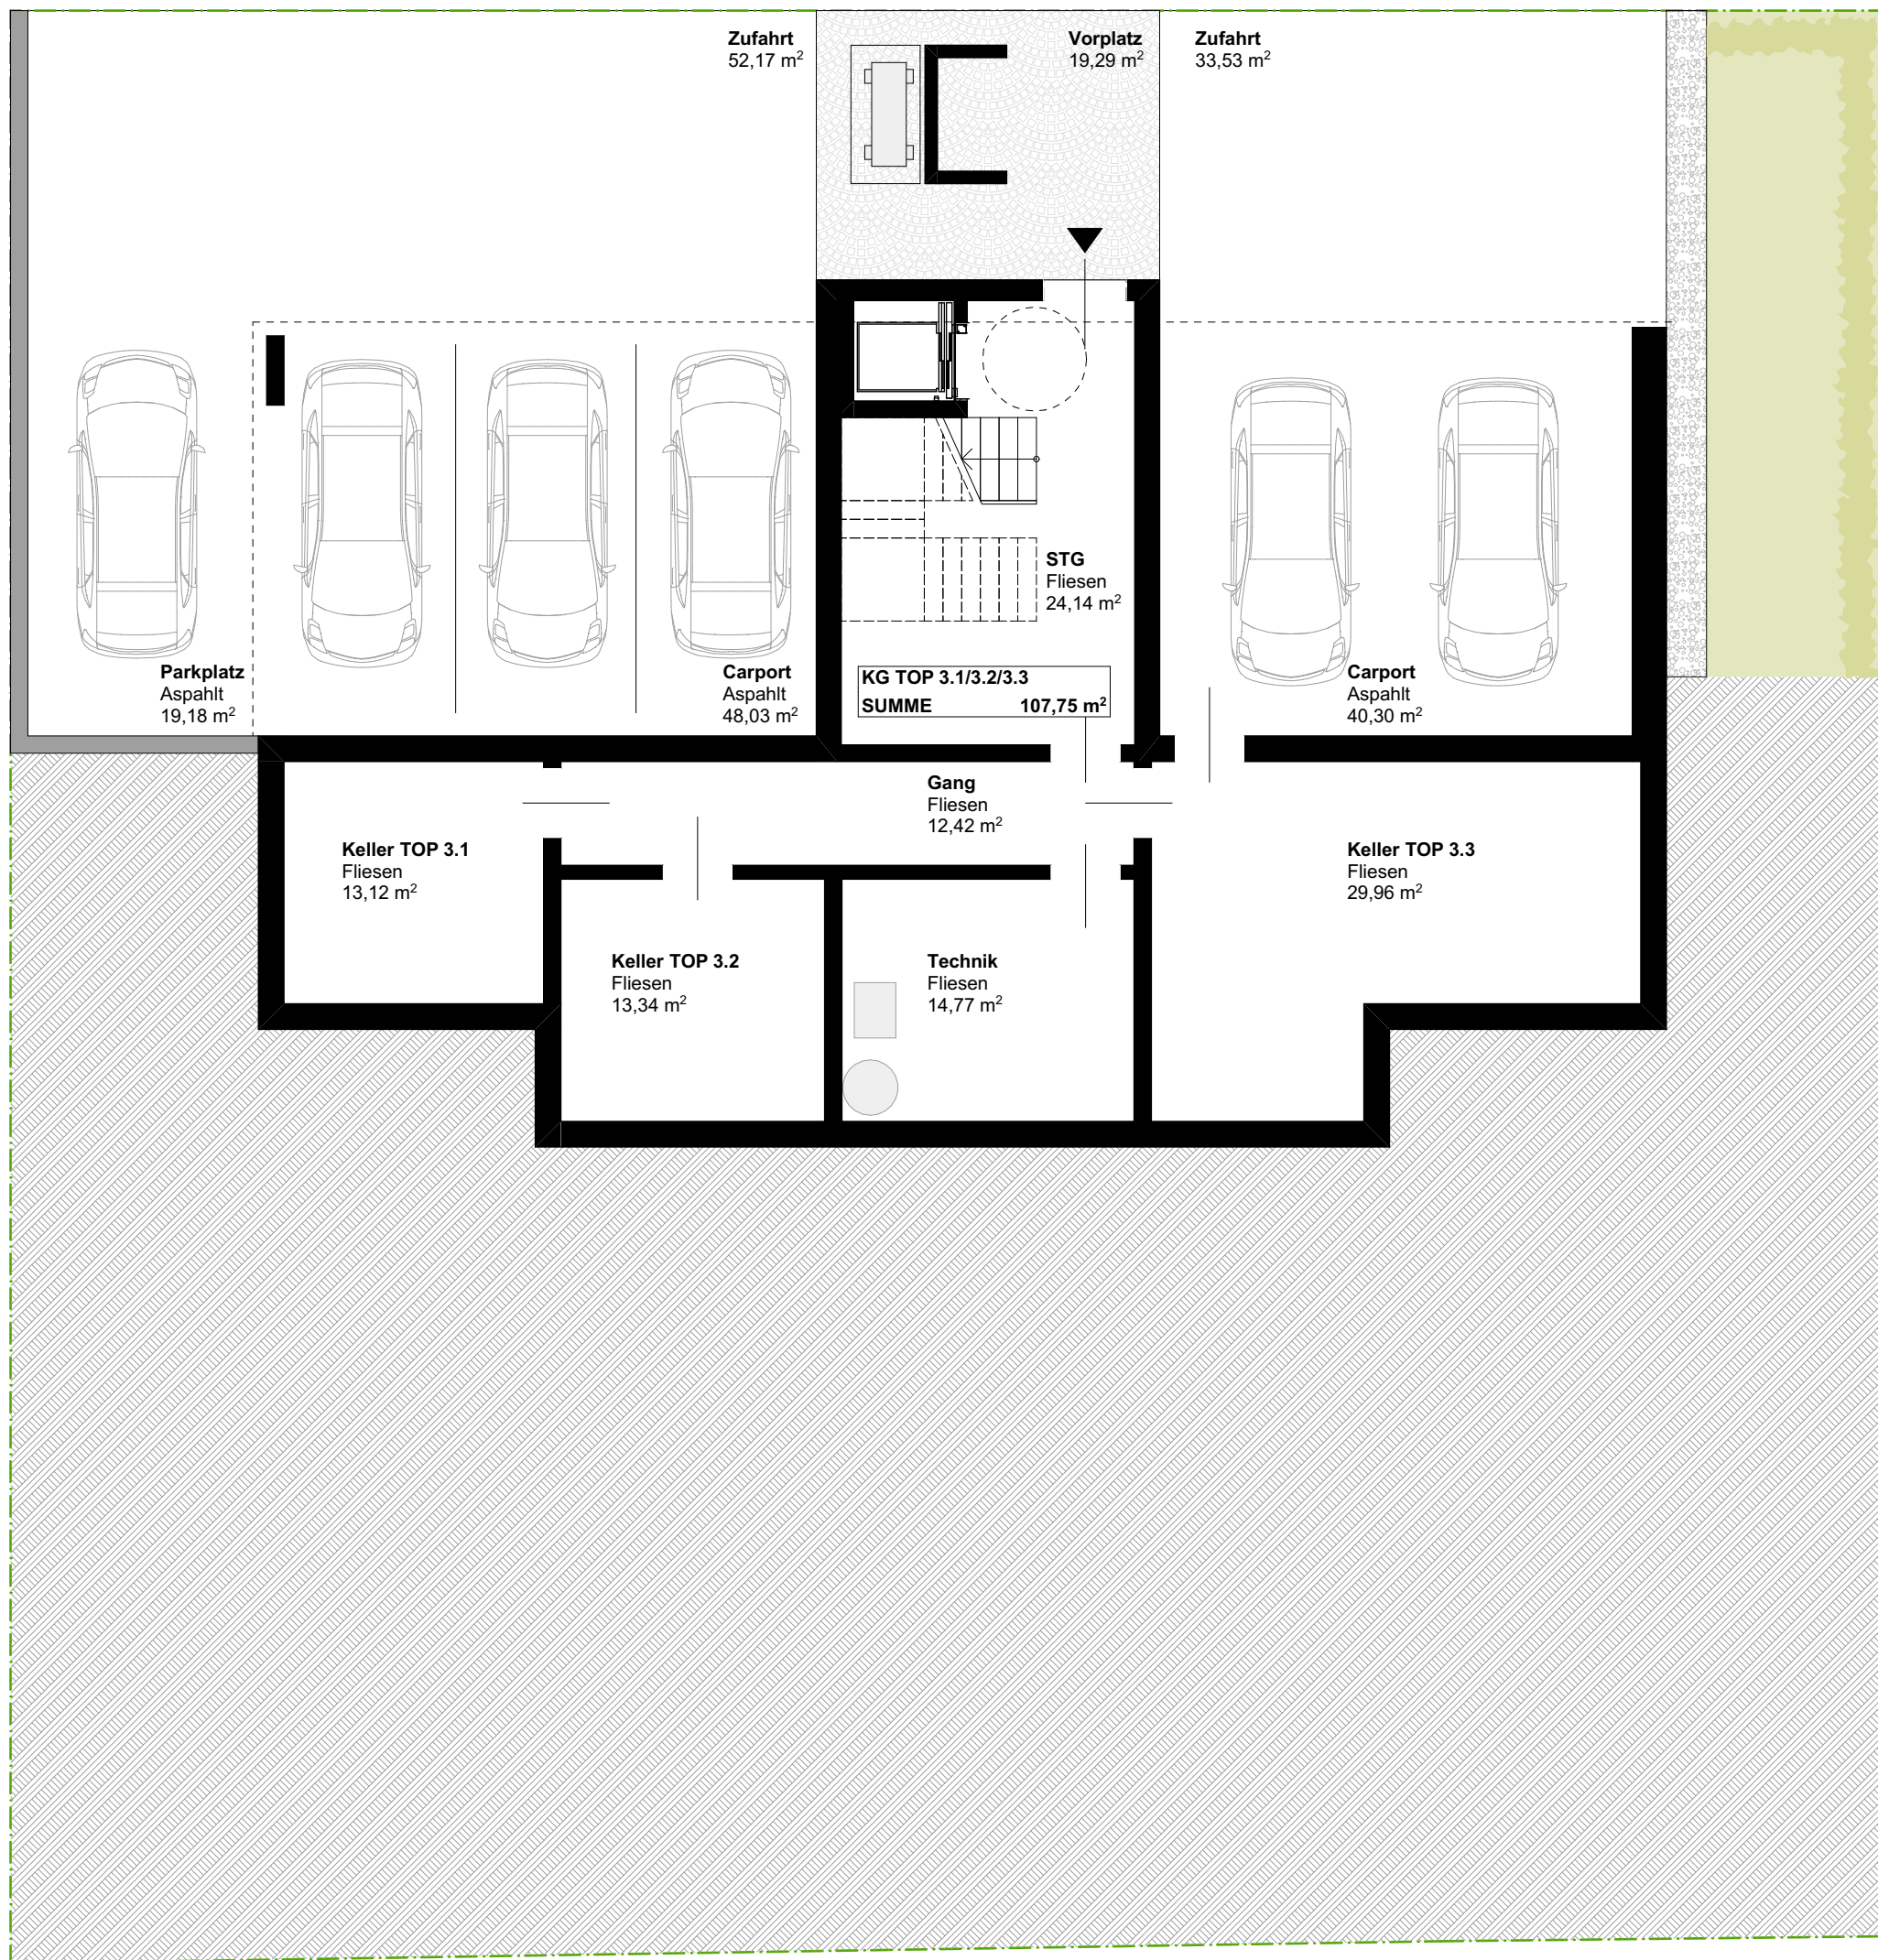 Zufahrt
52,17 m²
Vorplatz
19,29 m²
Zufahrt
33,53 m²
STG
Fliesen
24,14 m²
Parkplatz
Aspahlt
19,18 m²
Carport
Aspahlt
48,03 m²
KG TOP 3.1/3.2/3.3
SUMME 107,75 m²
Carport
Aspahlt
40,30 m²
Gang
Fliesen
12,42 m²
Keller TOP 3.1
Fliesen
13,12 m²
Keller TOP 3.3
Fliesen
29,96 m²
Keller TOP 3.2
Fliesen
13,34 m²
Technik
Fliesen
14,77 m²